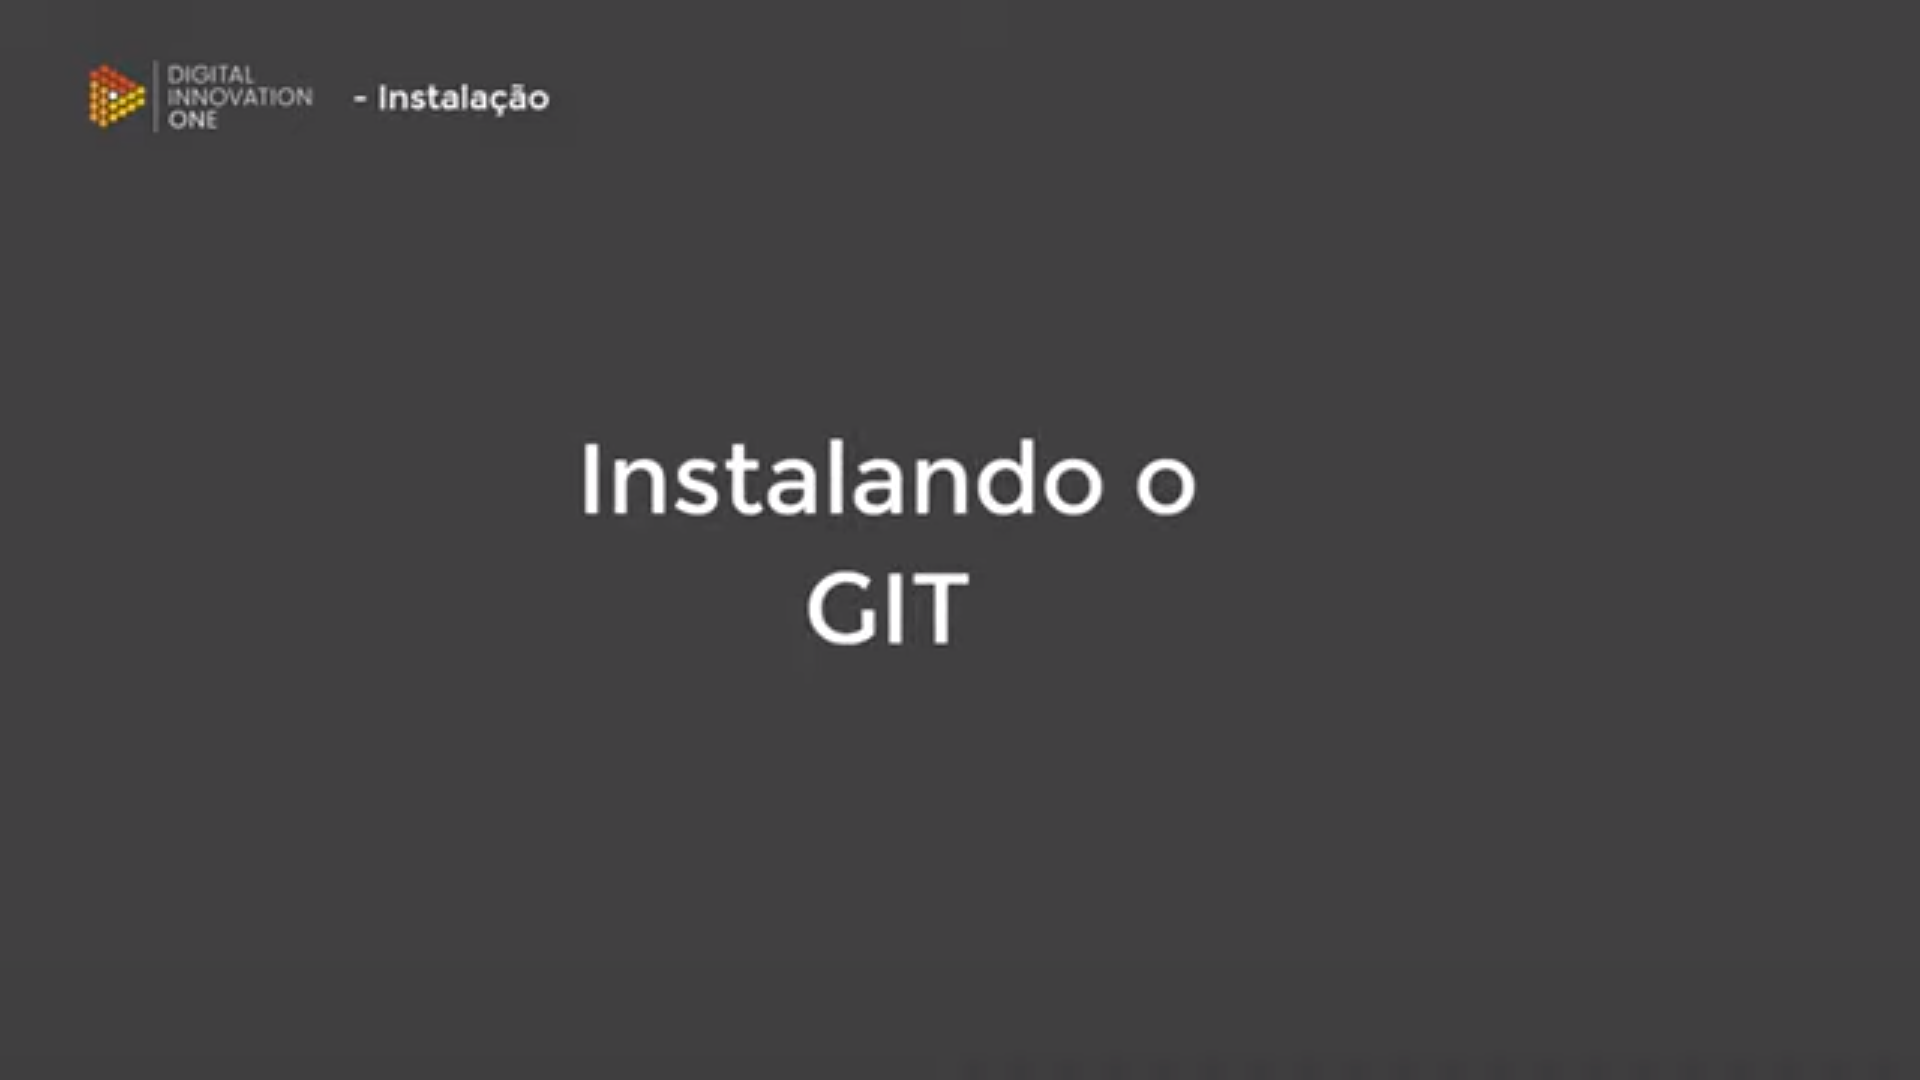 DIGITAL
INNOVATION
ONE
- Instalação
Instalando o
GIT